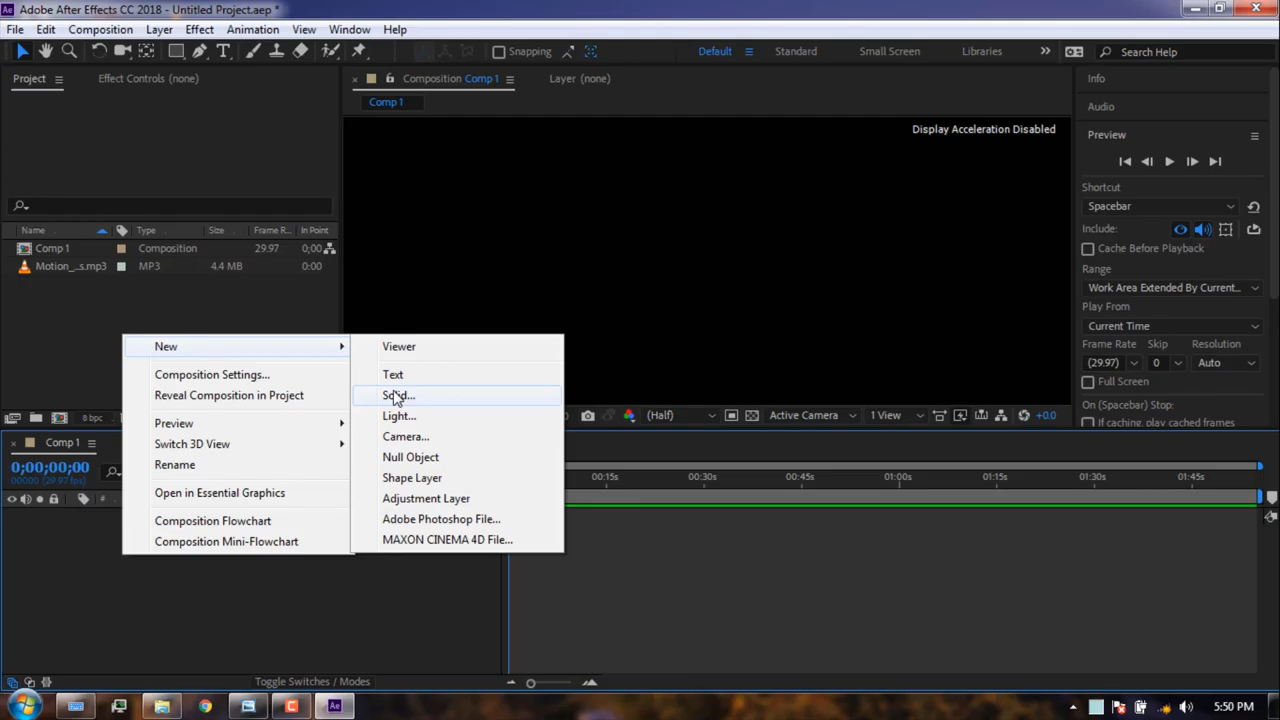 Adobe After Effects CC 2018 - Untitled Project.aep *
File Edit Composition Layer Effect Animation View Window Help
Snapping Default Standard Small Screen Libraries Search Help
Project Effect Controls (none) Composition Comp 1 Layer (none) Info
Comp 1
Audio
Display Acceleration Disabled
Preview
Shortcut
Spacebar
Include:
Cache Before Playback
Range
Work Area Extended By Current...
Play From
Current Time
Frame Rate Skip Resolution
(29.97) 0 Auto
Full Screen
On (Spacebar) Stop:
If caching, play cached frames
Name Type Size Frame R... In Point
Comp 1 Composition 29.97 0;00
Motion_...s.mp3 MP3 4.4 MB 0:00
New
Composition Settings...
Reveal Composition in Project
Preview
Switch 3D View
Rename
Open in Essential Graphics
Composition Flowchart
Composition Mini-Flowchart
Viewer
Text
Solid...
Light...
Camera...
Null Object
Shape Layer
Adjustment Layer
Adobe Photoshop File...
MAXON CINEMA 4D File...
8 bpc (Half) Active Camera 1 View +0.0
Comp 1
0;00;00;00
00000 (29.97 fps)
00:15s 00:30s 00:45s 01:00s 01:15s 01:30s 01:45s
#
Toggle Switches / Modes
5:50 PM